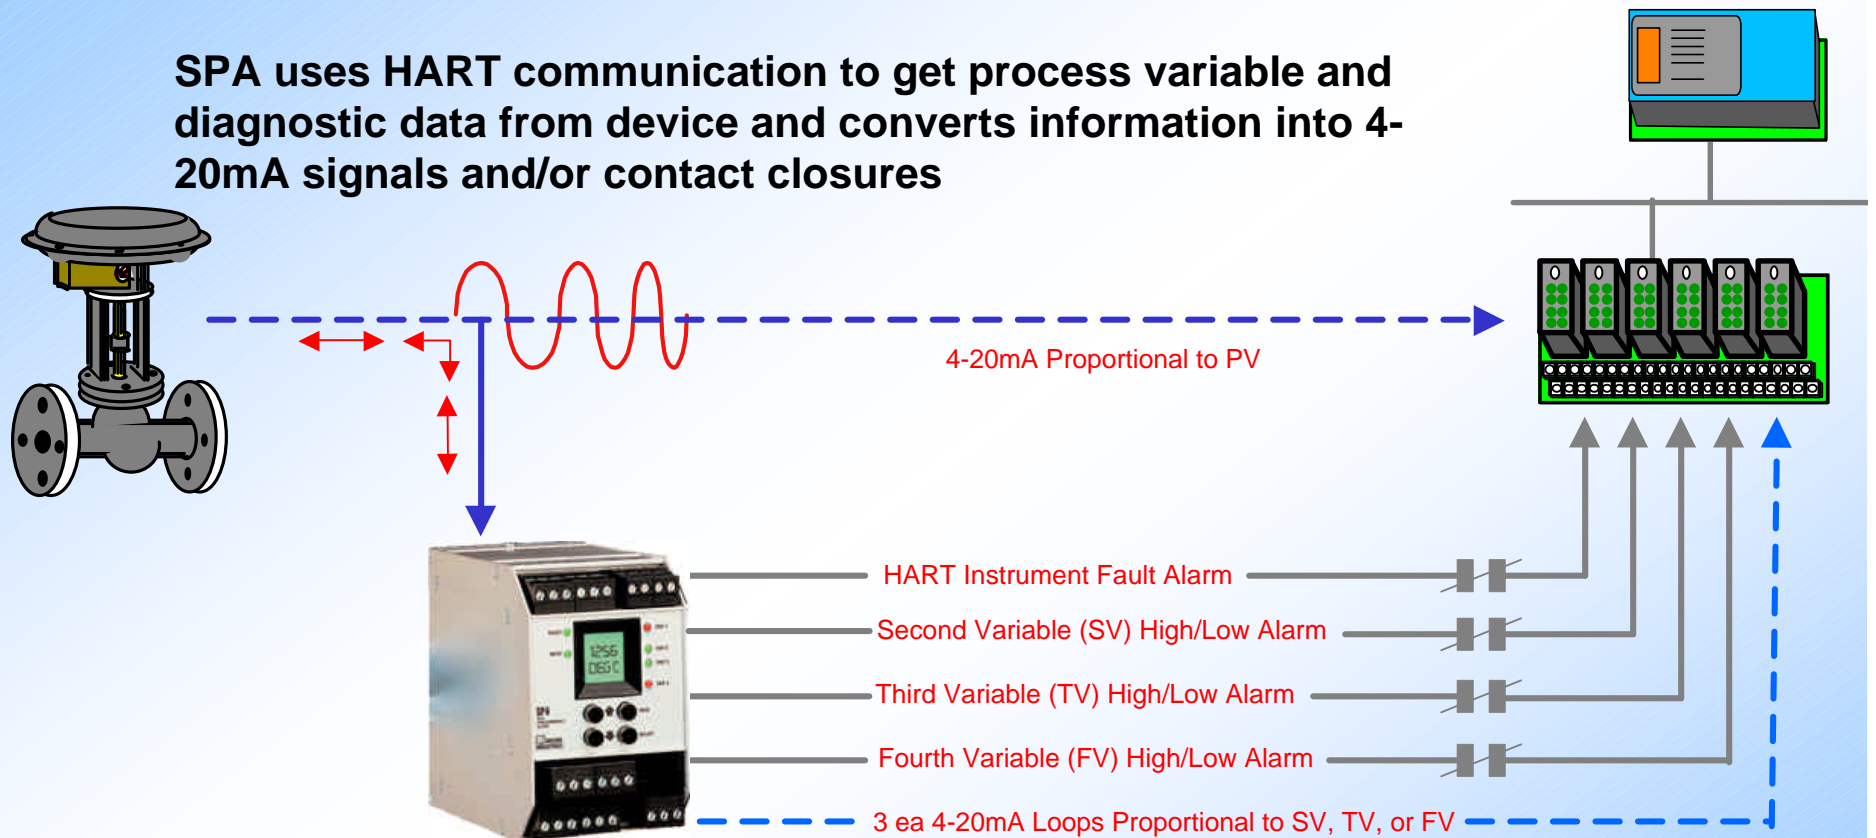 SPA uses HART communication to get process variable and
diagnostic data from device and converts information into 4-
20mA signals and/or contact closures
4-20mA Proportional to PV
HART Instrument Fault Alarm
Second Variable (SV) High/Low Alarm
1256
DEG C
Third Variable (TV) High/Low Alarm
SPA
Fourth Variable (FV) High/Low Alarm
3 ea 4-20mA Loops Proportional to SV, TV, or FV